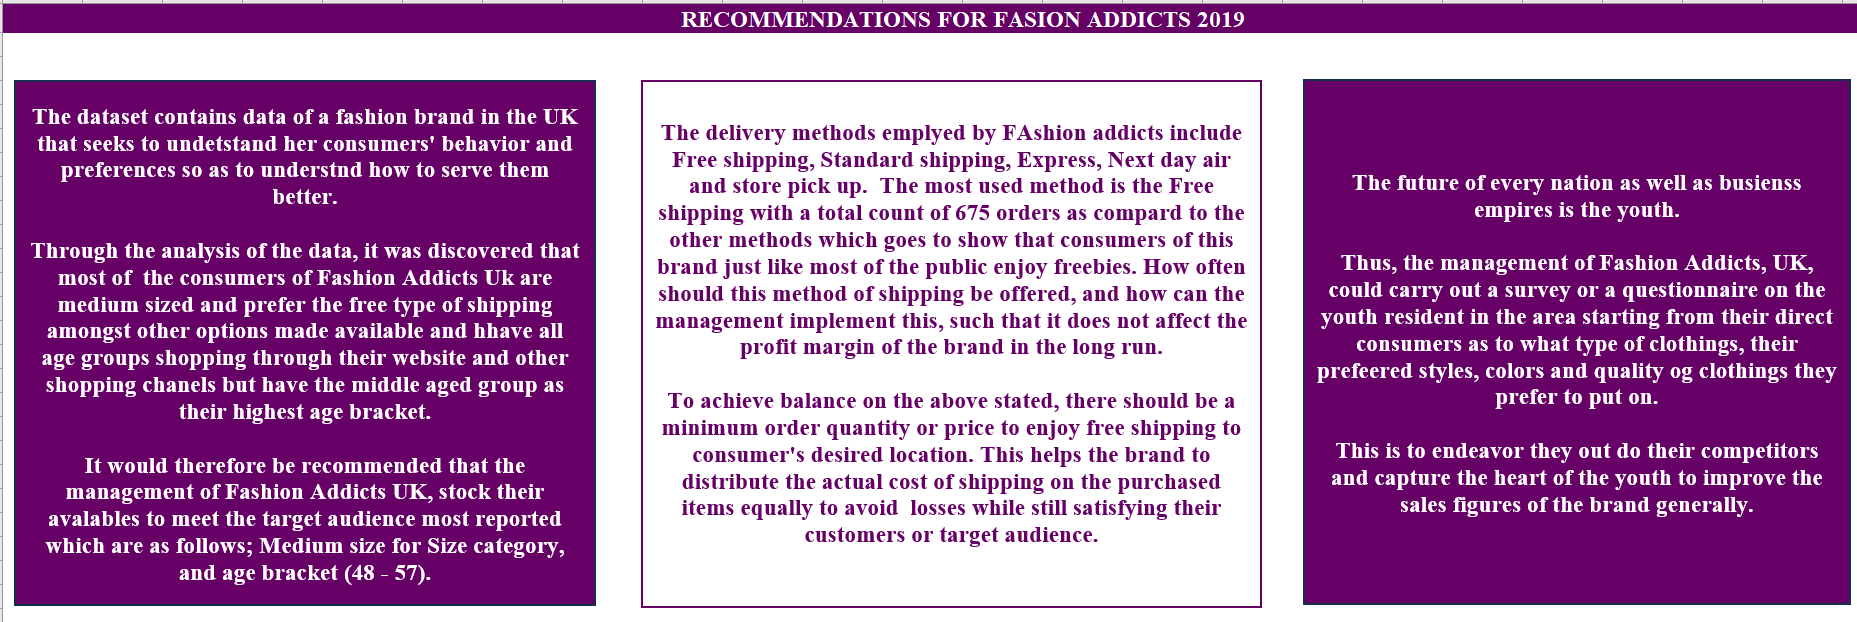 RECOMMENDATIONS FOR FASION ADDICTS 2019
The dataset contains data of a fashion brand in the UK
that seeks to undetstand her consumers' behavior and
preferences so as to understnd how to serve them
better.
Through the analysis of the data, it was discovered that
most of  the consumers of Fashion Addicts Uk are
medium sized and prefer the free type of shipping
amongst other options made available and hhave all
age groups shopping through their website and other
shopping chanels but have the middle aged group as
their highest age bracket.
It would therefore be recommended that the
management of Fashion Addicts UK, stock their
avalables to meet the target audience most reported
which are as follows; Medium size for Size category,
and age bracket (48 - 57).
The delivery methods emplyed by FAshion addicts include
Free shipping, Standard shipping, Express, Next day air
and store pick up.  The most used method is the Free
shipping with a total count of 675 orders as compard to the
other methods which goes to show that consumers of this
brand just like most of the public enjoy freebies. How often
should this method of shipping be offered, and how can the
management implement this, such that it does not affect the
profit margin of the brand in the long run.
To achieve balance on the above stated, there should be a
minimum order quantity or price to enjoy free shipping to
consumer's desired location. This helps the brand to
distribute the actual cost of shipping on the purchased
items equally to avoid  losses while still satisfying their
customers or target audience.
The future of every nation as well as busienss
empires is the youth.
Thus, the management of Fashion Addicts, UK,
could carry out a survey or a questionnaire on the
youth resident in the area starting from their direct
consumers as to what type of clothings, their
prefeered styles, colors and quality og clothings they
prefer to put on.
This is to endeavor they out do their competitors
and capture the heart of the youth to improve the
sales figures of the brand generally.